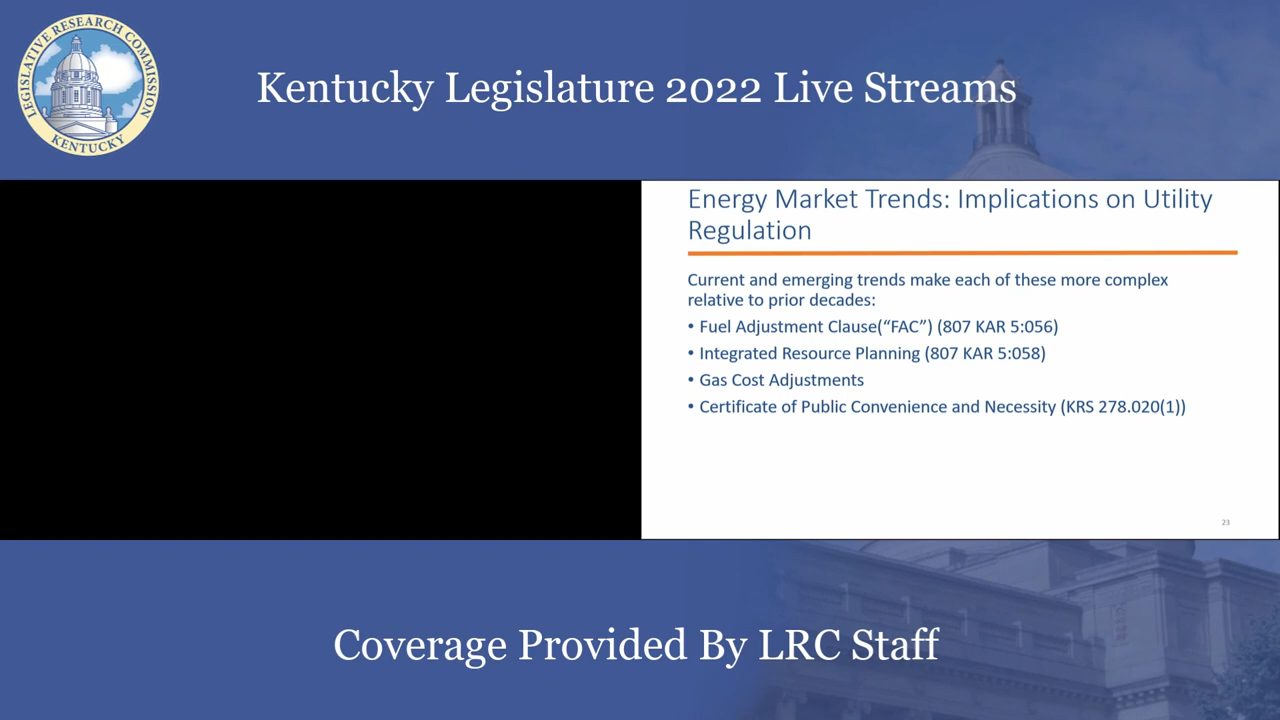 LEGISLATIVE RESEARCH COMMISSION
KENTUCKY
Kentucky Legislature 2022 Live Streams
Energy Market Trends: Implications on Utility
Regulation
Current and emerging trends make each of these more complex
relative to prior decades:
• Fuel Adjustment Clause(“FAC”) (807 KAR 5:056)
• Integrated Resource Planning (807 KAR 5:058)
• Gas Cost Adjustments
• Certificate of Public Convenience and Necessity (KRS 278.020(1))
23
Coverage Provided By LRC Staff